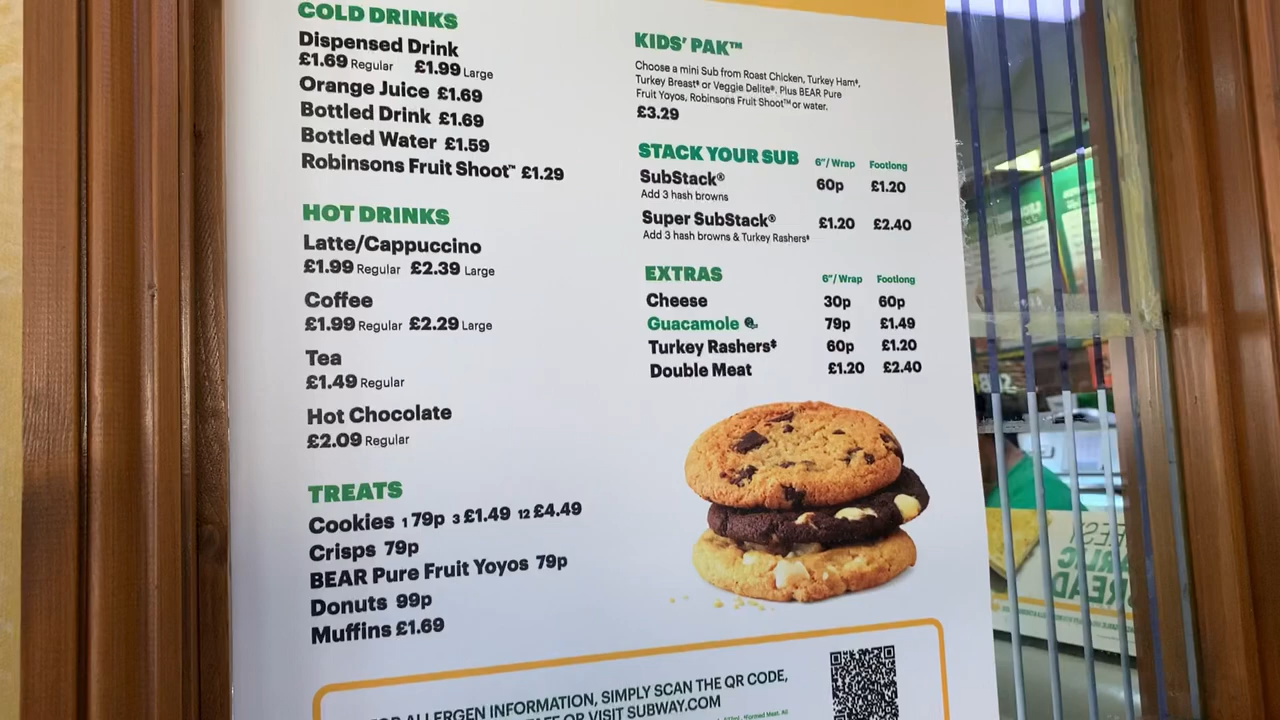 COLD DRINKS
Dispensed Drink
£1.69 Regular £1.99 Large
Orange Juice £1.69
Bottled Drink £1.69
Bottled Water £1.59
Robinsons Fruit Shoot™ £1.29
HOT DRINKS
Latte/Cappuccino
£1.99 Regular £2.39 Large
Coffee
£1.99 Regular £2.29 Large
Tea
£1.49 Regular
Hot Chocolate
£2.09 Regular
TREATS
Cookies 1 79p 3 £1.49 12 £4.49
Crisps 79p
BEAR Pure Fruit Yoyos 79p
Donuts 99p
Muffins £1.69
KIDS' PAK™
Choose a mini Sub from Roast Chicken, Turkey Ham‡,
Turkey Breast‡ or Veggie Delite®. Plus BEAR Pure
Fruit Yoyos, Robinsons Fruit Shoot™ or water.
£3.29
STACK YOUR SUB 6"/Wrap Footlong
SubStack® 60p £1.20
Add 3 hash browns
Super SubStack® £1.20 £2.40
Add 3 hash browns & Turkey Rashers‡
EXTRAS 6"/Wrap Footlong
Cheese 30p 60p
Guacamole 79p £1.49
Turkey Rashers‡ 60p £1.20
Double Meat £1.20 £2.40
ALLERGEN INFORMATION, SIMPLY SCAN THE QR CODE,
OR VISIT SUBWAY.COM